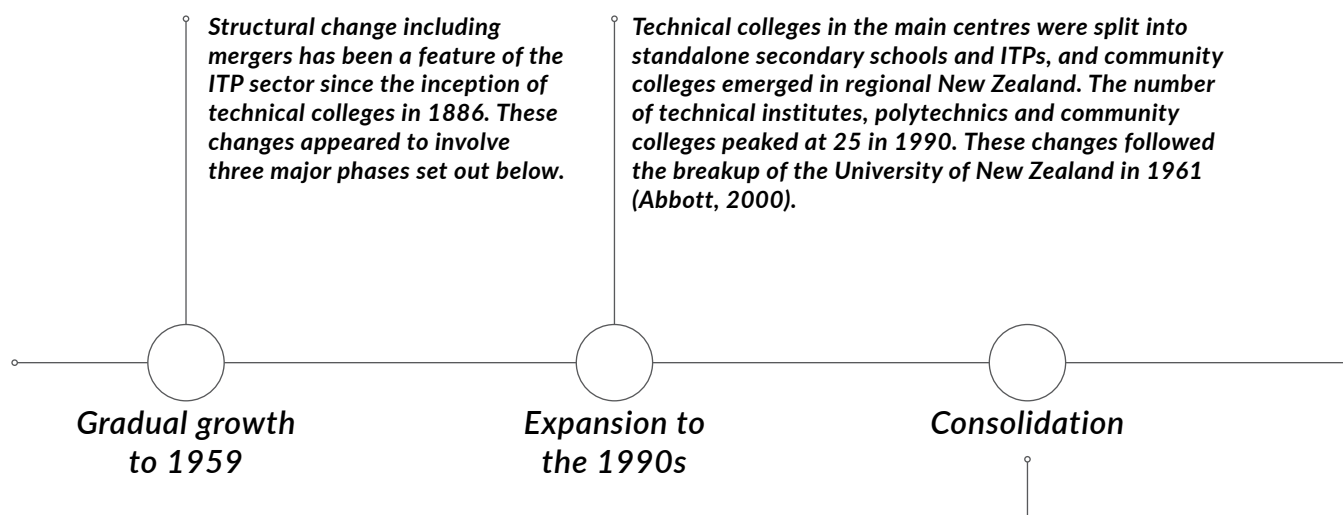 Structural change including
mergers has been a feature of the
ITP sector since the inception of
technical colleges in 1886. These
changes appeared to involve
three major phases set out below.
Technical colleges in the main centres were split into
standalone secondary schools and ITPs, and community
colleges emerged in regional New Zealand. The number
of technical institutes, polytechnics and community
colleges peaked at 25 in 1990. These changes followed
the breakup of the University of New Zealand in 1961
(Abbott, 2000).
Gradual growth
to 1959
Expansion to
the 1990s
Consolidation